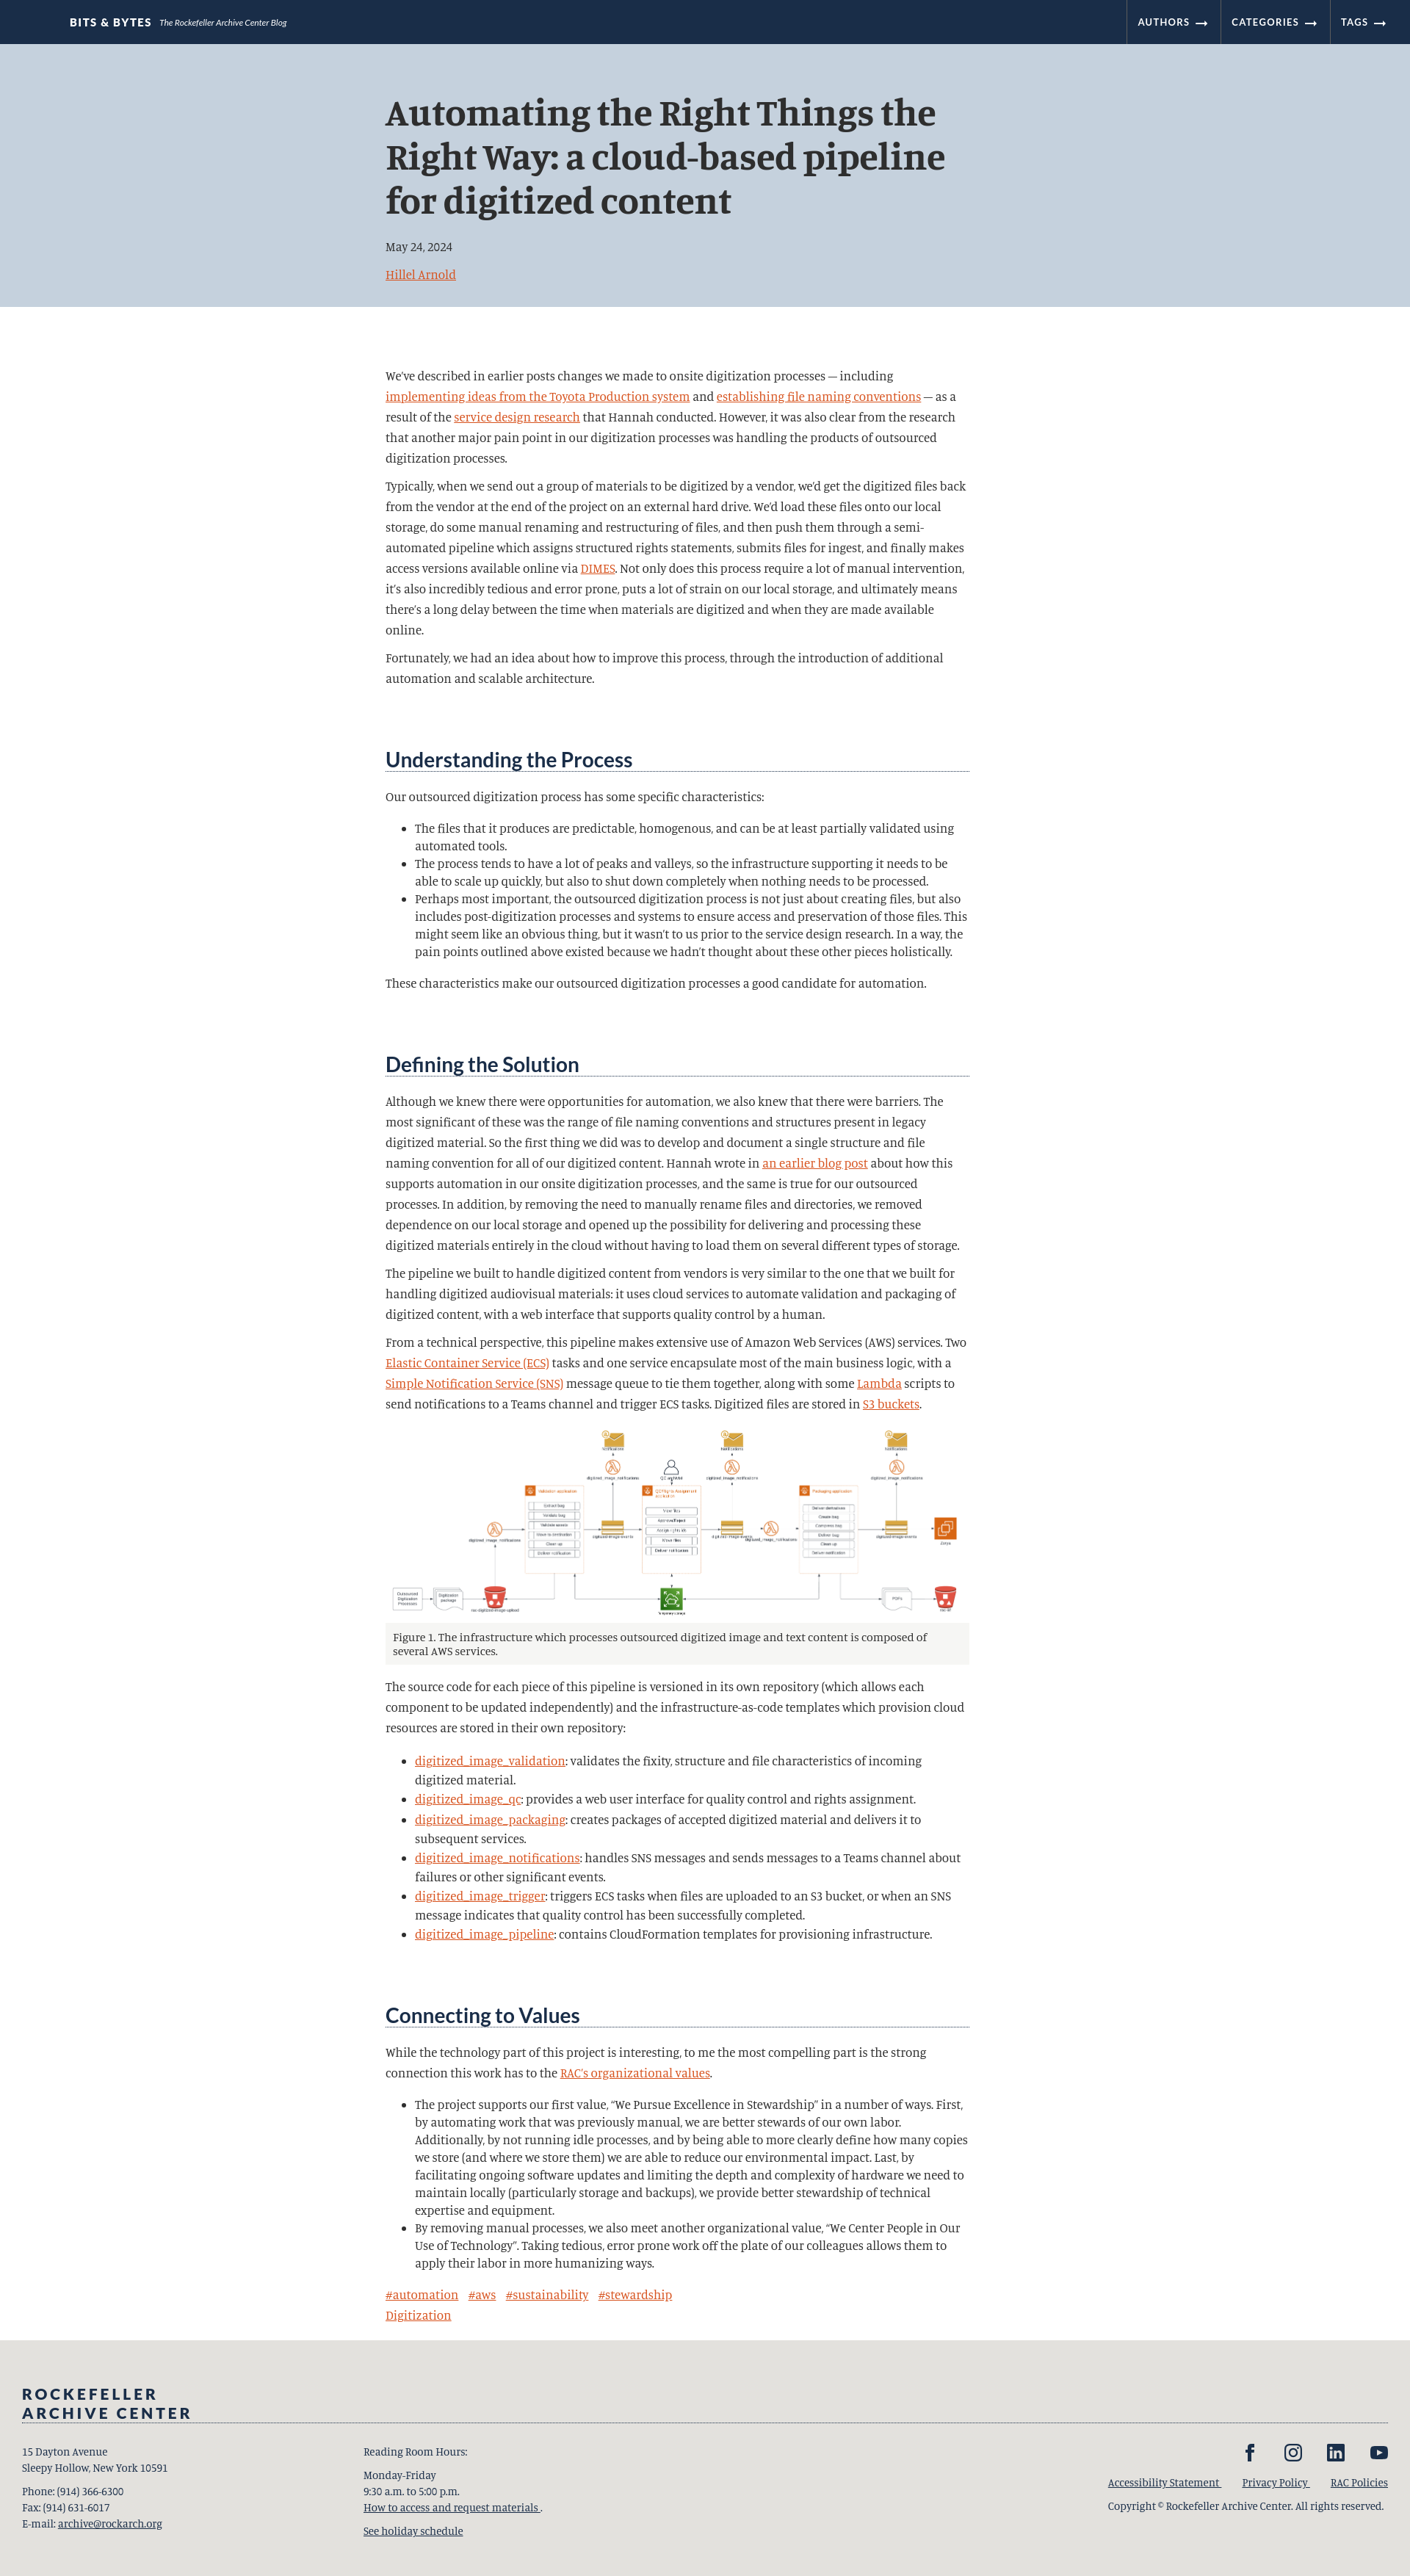 BITS & BYTES The Rockefeller Archive Center Blog
AUTHORS → CATEGORIES → TAGS →
Automating the Right Things the
Right Way: a cloud-based pipeline
for digitized content
May 24, 2024
Hillel Arnold
We’ve described in earlier posts changes we made to onsite digitization processes — including
implementing ideas from the Toyota Production system and establishing file naming conventions — as a
result of the service design research that Hannah conducted. However, it was also clear from the research
that another major pain point in our digitization processes was handling the products of outsourced
digitization processes.
Typically, when we send out a group of materials to be digitized by a vendor, we’d get the digitized files back
from the vendor at the end of the project on an external hard drive. We’d load these files onto our local
storage, do some manual renaming and restructuring of files, and then push them through a semi-
automated pipeline which assigns structured rights statements, submits files for ingest, and finally makes
access versions available online via DIMES. Not only does this process require a lot of manual intervention,
it’s also incredibly tedious and error prone, puts a lot of strain on our local storage, and ultimately means
there’s a long delay between the time when materials are digitized and when they are made available
online.
Fortunately, we had an idea about how to improve this process, through the introduction of additional
automation and scalable architecture.
Understanding the Process
Our outsourced digitization process has some specific characteristics:
• The files that it produces are predictable, homogenous, and can be at least partially validated using
automated tools.
• The process tends to have a lot of peaks and valleys, so the infrastructure supporting it needs to be
able to scale up quickly, but also to shut down completely when nothing needs to be processed.
• Perhaps most important, the outsourced digitization process is not just about creating files, but also
includes post-digitization processes and systems to ensure access and preservation of those files. This
might seem like an obvious thing, but it wasn’t to us prior to the service design research. In a way, the
pain points outlined above existed because we hadn’t thought about these other pieces holistically.
These characteristics make our outsourced digitization processes a good candidate for automation.
Defining the Solution
Although we knew there were opportunities for automation, we also knew that there were barriers. The
most significant of these was the range of file naming conventions and structures present in legacy
digitized material. So the first thing we did was to develop and document a single structure and file
naming convention for all of our digitized content. Hannah wrote in an earlier blog post about how this
supports automation in our onsite digitization processes, and the same is true for our outsourced
processes. In addition, by removing the need to manually rename files and directories, we removed
dependence on our local storage and opened up the possibility for delivering and processing these
digitized materials entirely in the cloud without having to load them on several different types of storage.
The pipeline we built to handle digitized content from vendors is very similar to the one that we built for
handling digitized audiovisual materials: it uses cloud services to automate validation and packaging of
digitized content, with a web interface that supports quality control by a human.
From a technical perspective, this pipeline makes extensive use of Amazon Web Services (AWS) services. Two
Elastic Container Service (ECS) tasks and one service encapsulate most of the main business logic, with a
Simple Notification Service (SNS) message queue to tie them together, along with some Lambda scripts to
send notifications to a Teams channel and trigger ECS tasks. Digitized files are stored in S3 buckets.
Notifications Notifications Notifications
digitized_image_notifications digitized_image_notifications digitized_image_notifications
Validation application
Packaging application
Extract bag
Validate bag
Validate assets
Move to destination
Clean up
Deliver notification
Deliver derivatives
Create bag
Compress bag
Deliver bag
Clean up
Deliver notification
Outsourced
Digitization
Processes
Digitization
package
PDFs
Figure 1. The infrastructure which processes outsourced digitized image and text content is composed of
several AWS services.
The source code for each piece of this pipeline is versioned in its own repository (which allows each
component to be updated independently) and the infrastructure-as-code templates which provision cloud
resources are stored in their own repository:
• digitized_image_validation: validates the fixity, structure and file characteristics of incoming
digitized material.
• digitized_image_qc: provides a web user interface for quality control and rights assignment.
• digitized_image_packaging: creates packages of accepted digitized material and delivers it to
subsequent services.
• digitized_image_notifications: handles SNS messages and sends messages to a Teams channel about
failures or other significant events.
• digitized_image_trigger: triggers ECS tasks when files are uploaded to an S3 bucket, or when an SNS
message indicates that quality control has been successfully completed.
• digitized_image_pipeline: contains CloudFormation templates for provisioning infrastructure.
Connecting to Values
While the technology part of this project is interesting, to me the most compelling part is the strong
connection this work has to the RAC’s organizational values.
• The project supports our first value, “We Pursue Excellence in Stewardship” in a number of ways. First,
by automating work that was previously manual, we are better stewards of our own labor.
Additionally, by not running idle processes, and by being able to more clearly define how many copies
we store (and where we store them) we are able to reduce our environmental impact. Last, by
facilitating ongoing software updates and limiting the depth and complexity of hardware we need to
maintain locally (particularly storage and backups), we provide better stewardship of technical
expertise and equipment.
• By removing manual processes, we also meet another organizational value, “We Center People in Our
Use of Technology”. Taking tedious, error prone work off the plate of our colleagues allows them to
apply their labor in more humanizing ways.
#automation #aws #sustainability #stewardship
Digitization
ROCKEFELLER
ARCHIVE CENTER
15 Dayton Avenue
Sleepy Hollow, New York 10591
Phone: (914) 366-6300
Fax: (914) 631-6017
E-mail: archive@rockarch.org
Reading Room Hours:
Monday-Friday
9:30 a.m. to 5:00 p.m.
How to access and request materials .
See holiday schedule
Accessibility Statement Privacy Policy RAC Policies
Copyright © Rockefeller Archive Center. All rights reserved.